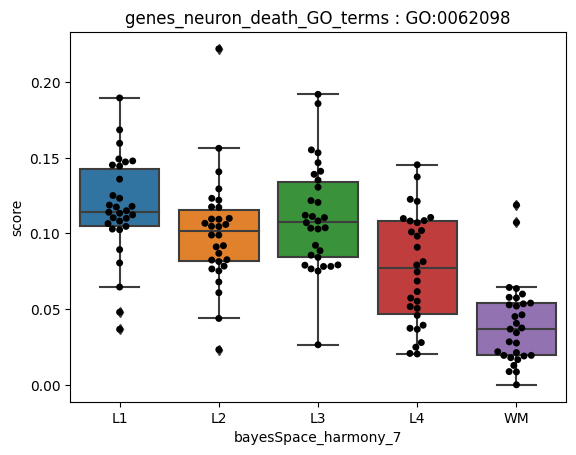 genes_neuron_death_GO_terms : GO:0062098
score
0.20
0.15
0.10
0.05
0.00
L1 L2 L3 L4 WM
bayesSpace_harmony_7